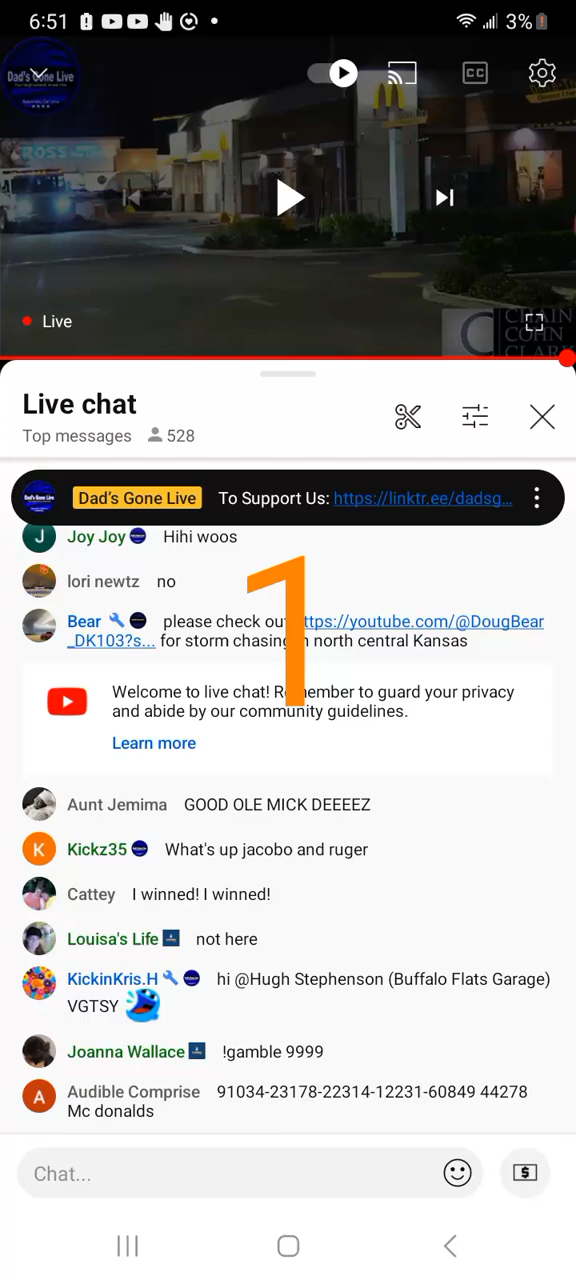 6:51 3%
Dad's Gone Live
CC
ROSS
Live
CHAIN
COHN
CLARK
Live chat
Top messages 528
Dad's Gone Live To Support Us: https://linktr.ee/dadsg...
J Joy Joy Hihi woos
lori newtz no
1
Bear please check out https://youtube.com/@DougBear
_DK103?s... for storm chasing in north central Kansas
Welcome to live chat! Remember to guard your privacy
and abide by our community guidelines.
Learn more
Aunt Jemima GOOD OLE MICK DEEEEZ
K Kickz35 What's up jacobo and ruger
Cattey I winned! I winned!
Louisa's Life not here
KickinKris.H hi @Hugh Stephenson (Buffalo Flats Garage)
VGTSY
Joanna Wallace !gamble 9999
A Audible Comprise 91034-23178-22314-12231-60849 44278
Mc donalds
Chat...
$